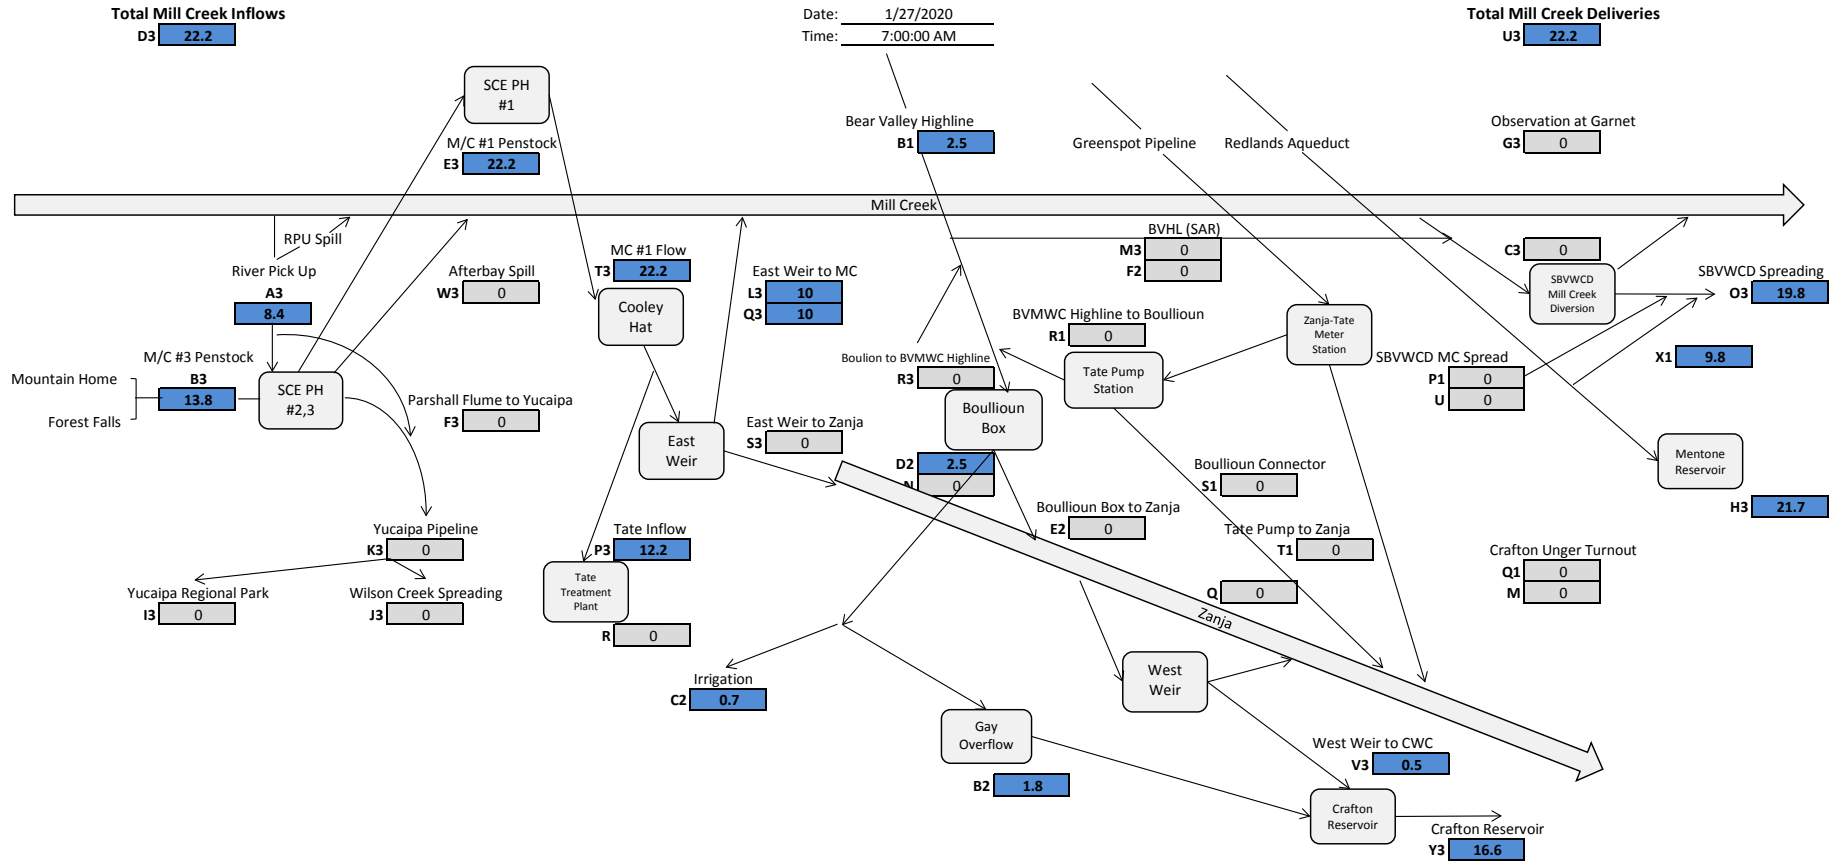 Total Mill Creek Inflows
D3 22.2
Date: 1/27/2020
Time: 7:00:00 AM
Total Mill Creek Deliveries
U3 22.2
SCE PH
#1
M/C #1 Penstock
E3 22.2
Bear Valley Highline
B1 2.5
Greenspot Pipeline
Redlands Aqueduct
Observation at Garnet
G3 0
Mill Creek
RPU Spill
River Pick Up
A3
8.4
Afterbay Spill
W3 0
MC #1 Flow
T3 22.2
Cooley
Hat
East Weir to MC
L3 10
Q3 10
BVHL (SAR)
M3 0
F2 0
C3 0
SBVWCD
Mill Creek
Diversion
SBVWCD Spreading
O3 19.8
BVMWC Highline to Boullioun
R1 0
Zanja-Tate
Meter
Station
Boulion to BVMWC Highline
R3 0
Tate Pump
Station
SBVWCD MC Spread
P1 0
U 0
X1 9.8
M/C #3 Penstock
B3
13.8
Mountain Home
Forest Falls
SCE PH
#2,3
Parshall Flume to Yucaipa
F3 0
East
Weir
East Weir to Zanja
S3 0
Boullioun
Box
D2 2.5
N 0
Boullioun Connector
S1 0
Mentone
Reservoir
H3 21.7
Yucaipa Pipeline
K3 0
Tate Inflow
P3 12.2
Boullioun Box to Zanja
E2 0
Tate Pump to Zanja
T1 0
Crafton Unger Turnout
Q1 0
M 0
Yucaipa Regional Park
I3 0
Wilson Creek Spreading
J3 0
Tate
Treatment
Plant
R 0
Q 0
Zanja
Irrigation
C2 0.7
West
Weir
Gay
Overflow
B2 1.8
West Weir to CWC
V3 0.5
Crafton
Reservoir
Crafton Reservoir
Y3 16.6